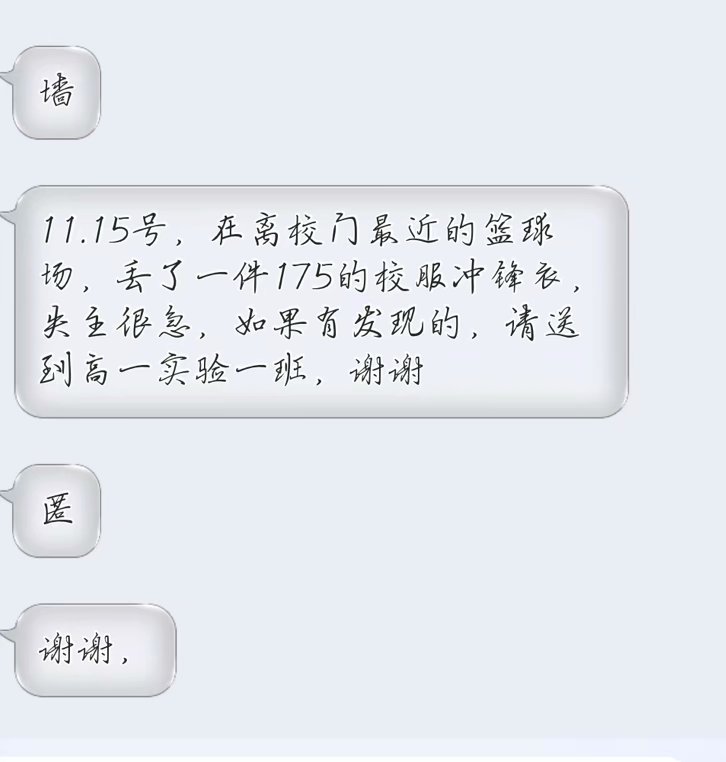 墙
11.15号，在离校门最近的篮球
场，丢了一件175的校服冲锋衣，
失主很急，如果有发现的，请送
到高一实验一班，谢谢
匿
谢谢，